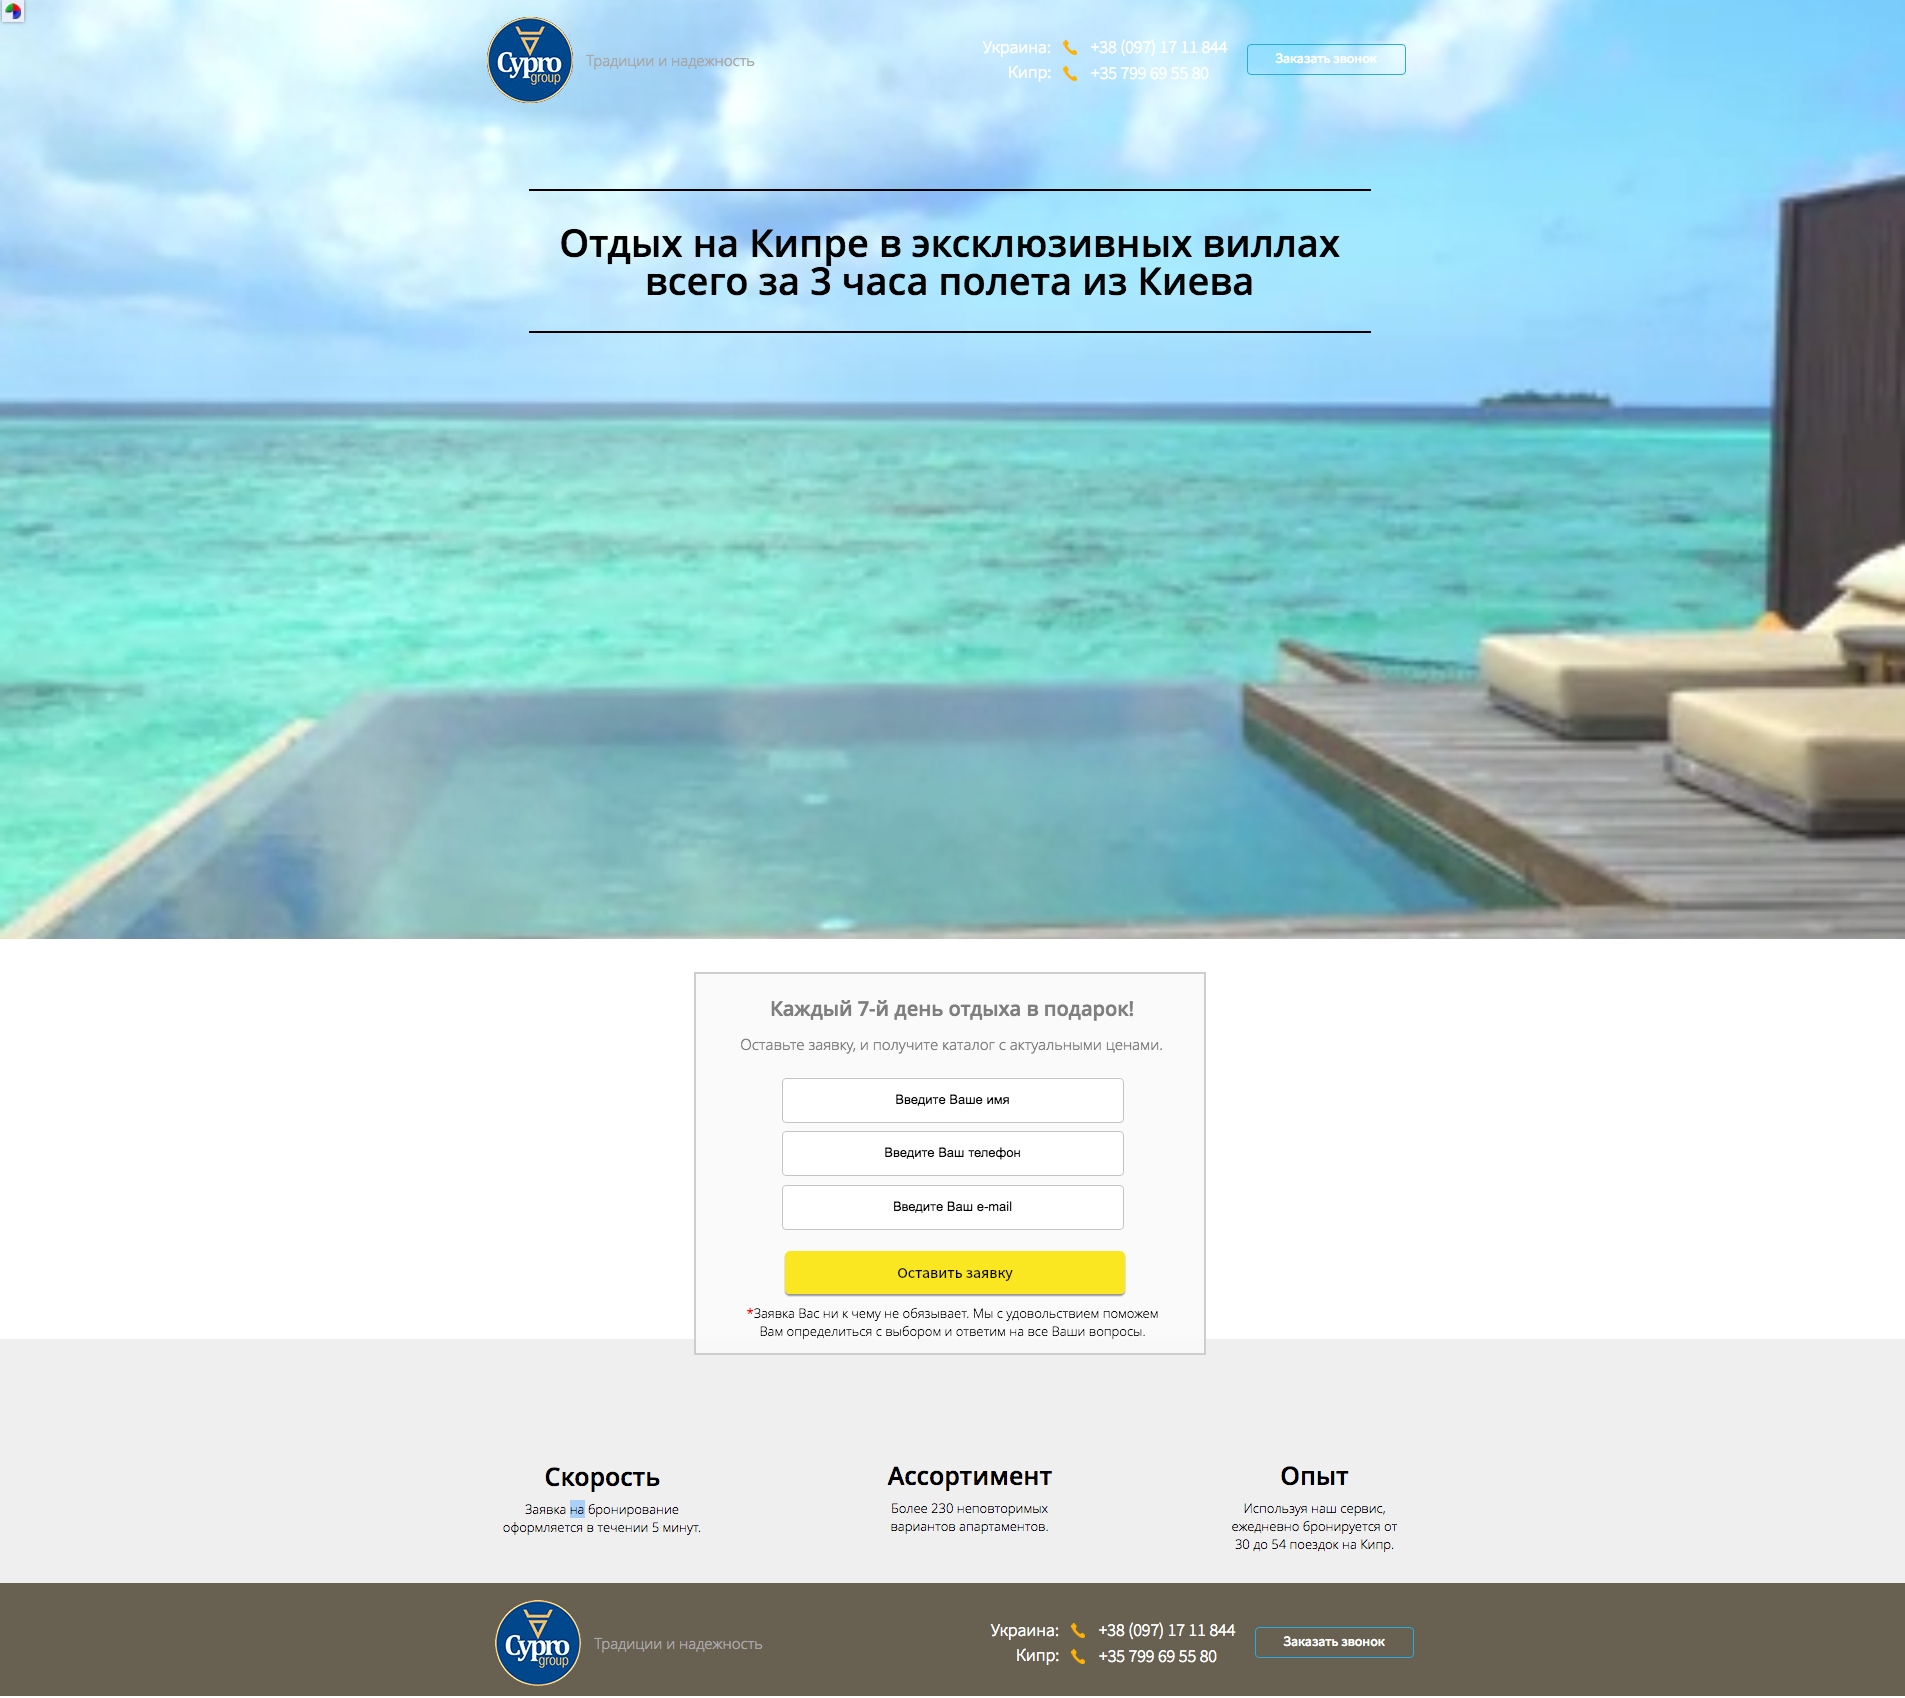 Cypro
group
Традиции и надежность
Украина: +38 (097) 17 11 844
Кипр: +35 799 69 55 80
Заказать звонок
Отдых на Кипре в эксклюзивных виллах
всего за 3 часа полета из Киева
Каждый 7-й день отдыха в подарок!
Оставьте заявку, и получите каталог с актуальными ценами.
Введите Ваше имя
Введите Ваш телефон
Введите Ваш e-mail
Оставить заявку
*Заявка Вас ни к чему не обязывает. Мы с удовольствием поможем
Вам определиться с выбором и ответим на все Ваши вопросы.
Скорость
Заявка на бронирование
оформляется в течении 5 минут.
Ассортимент
Более 230 неповторимых
вариантов апартаментов.
Опыт
Используя наш сервис,
ежедневно бронируется от
30 до 54 поездок на Кипр.
Cypro
group
Традиции и надежность
Украина: +38 (097) 17 11 844
Кипр: +35 799 69 55 80
Заказать звонок